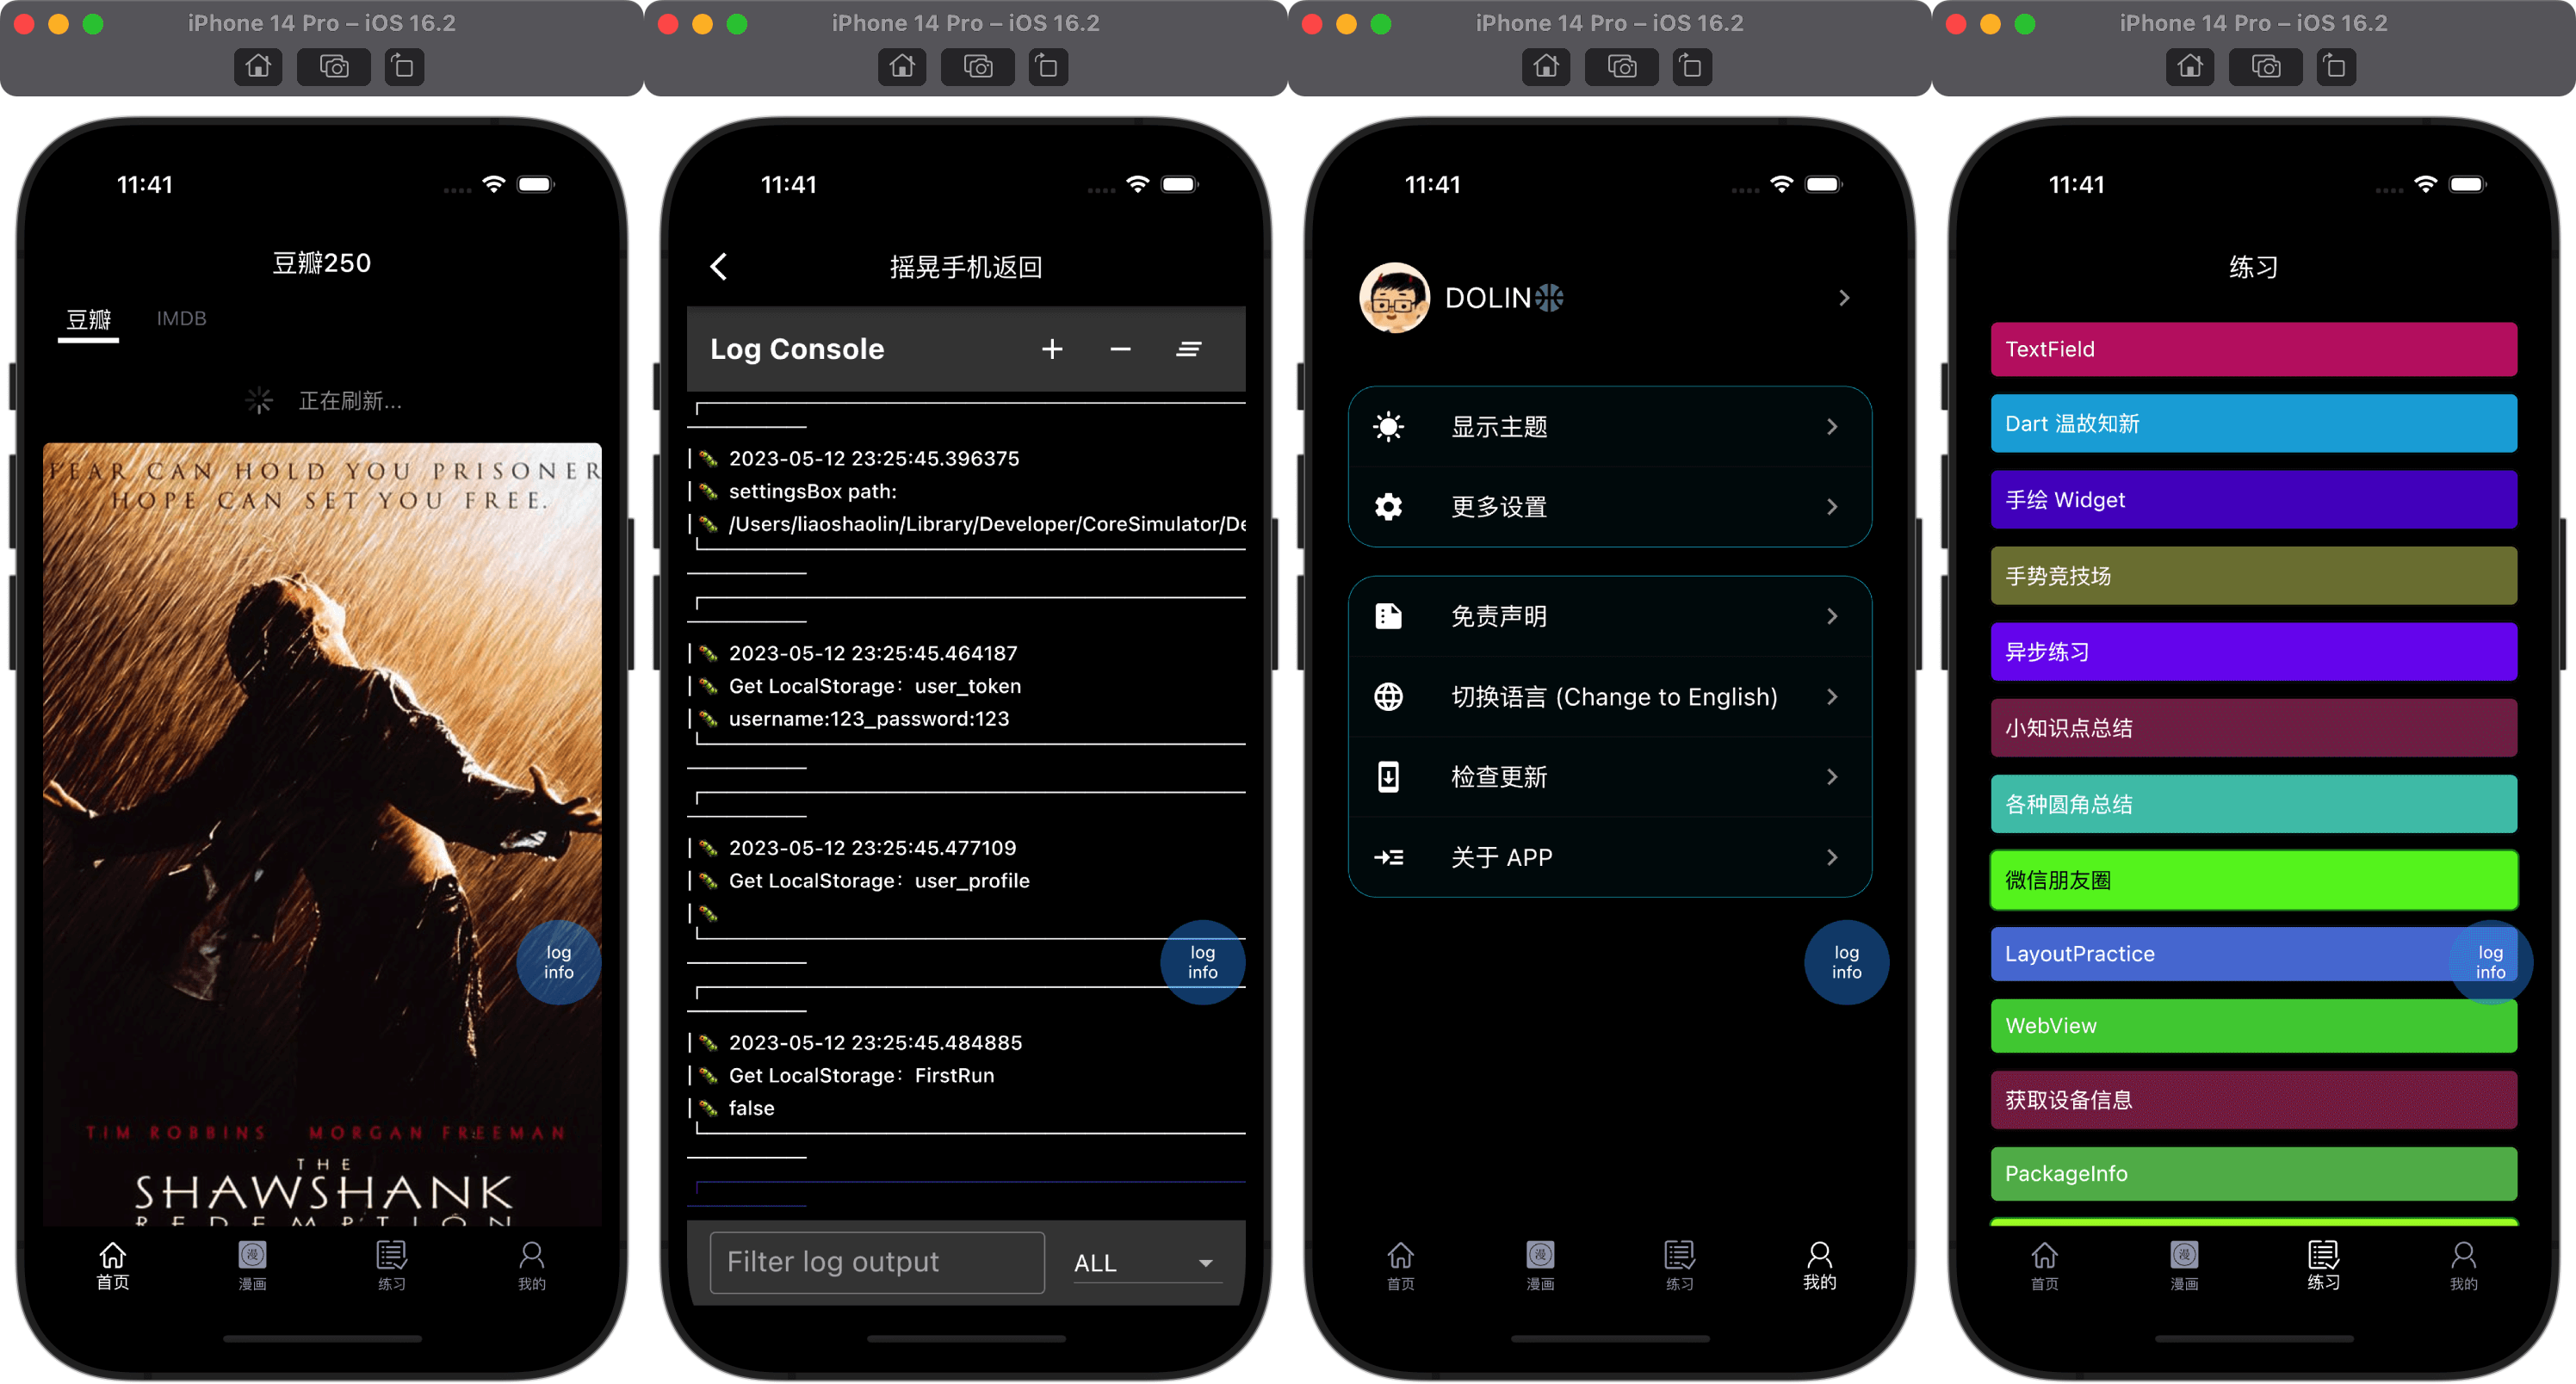 iPhone 14 Pro – iOS 16.2
11:41
豆瓣250
豆瓣
IMDB
正在刷新...
FEAR CAN HOLD YOU PRISONER
HOPE CAN SET YOU FREE.
TIM ROBBINS MORGAN FREEMAN
THE
SHAWSHANK
REDEMPTION
log
info
首页
漫画
练习
我的
iPhone 14 Pro – iOS 16.2
11:41
摇晃手机返回
Log Console
2023-05-12 23:25:45.396375
settingsBox path:
/Users/liaoshaolin/Library/Developer/CoreSimulator/De
2023-05-12 23:25:45.464187
Get LocalStorage：user_token
username:123_password:123
2023-05-12 23:25:45.477109
Get LocalStorage：user_profile
2023-05-12 23:25:45.484885
Get LocalStorage：FirstRun
false
log
info
Filter log output
ALL
iPhone 14 Pro – iOS 16.2
11:41
DOLIN
显示主题
更多设置
免责声明
切换语言 (Change to English)
检查更新
关于 APP
log
info
首页
漫画
练习
我的
iPhone 14 Pro – iOS 16.2
11:41
练习
TextField
Dart 温故知新
手绘 Widget
手势竞技场
异步练习
小知识点总结
各种圆角总结
微信朋友圈
LayoutPractice
log
info
WebView
获取设备信息
PackageInfo
首页
漫画
练习
我的